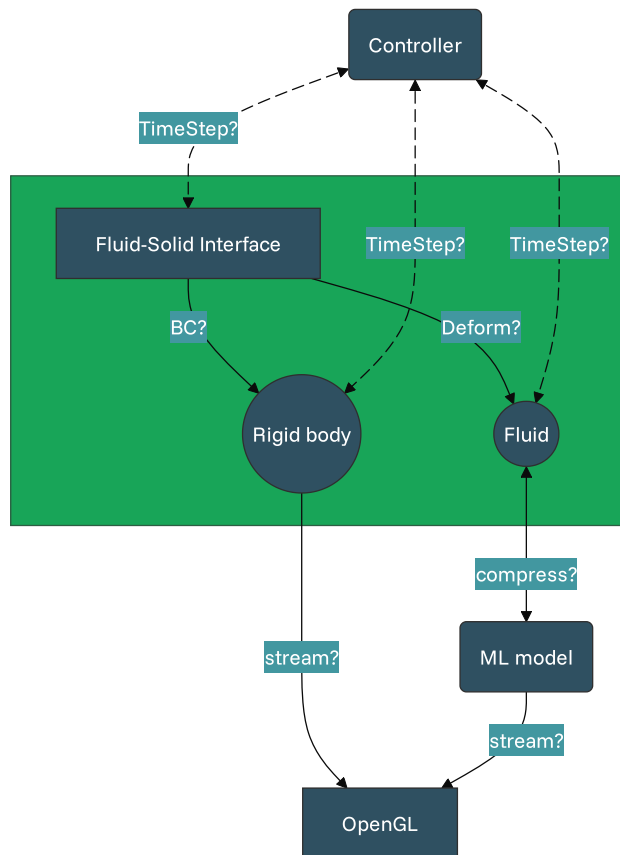 Controller
TimeStep?
Fluid-Solid Interface
TimeStep?
TimeStep?
BC?
Deform?
Rigid body
Fluid
compress?
stream?
ML model
stream?
OpenGL